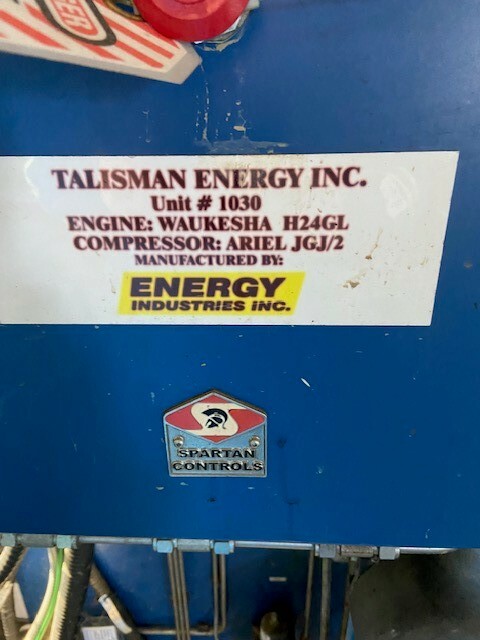 TALISMAN ENERGY INC.
Unit # 1030
ENGINE: WAUKESHA H24GL
COMPRESSOR: ARIEL JGJ/2
MANUFACTURED BY:
ENERGY
INDUSTRIES INC.
SPARTAN
CONTROLS